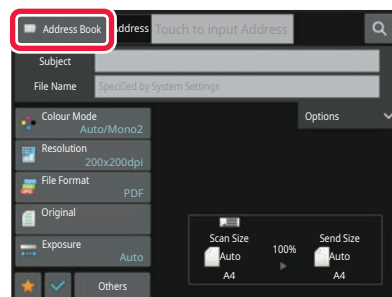 Address Book
Address
Touch to input Address
Subject
File Name
Specified by System Settings
Colour Mode
Auto/Mono2
Options
Resolution
200x200dpi
File Format
PDF
Original
Exposure
Auto
Others
Scan Size
Auto
A4
100%
Send Size
Auto
A4